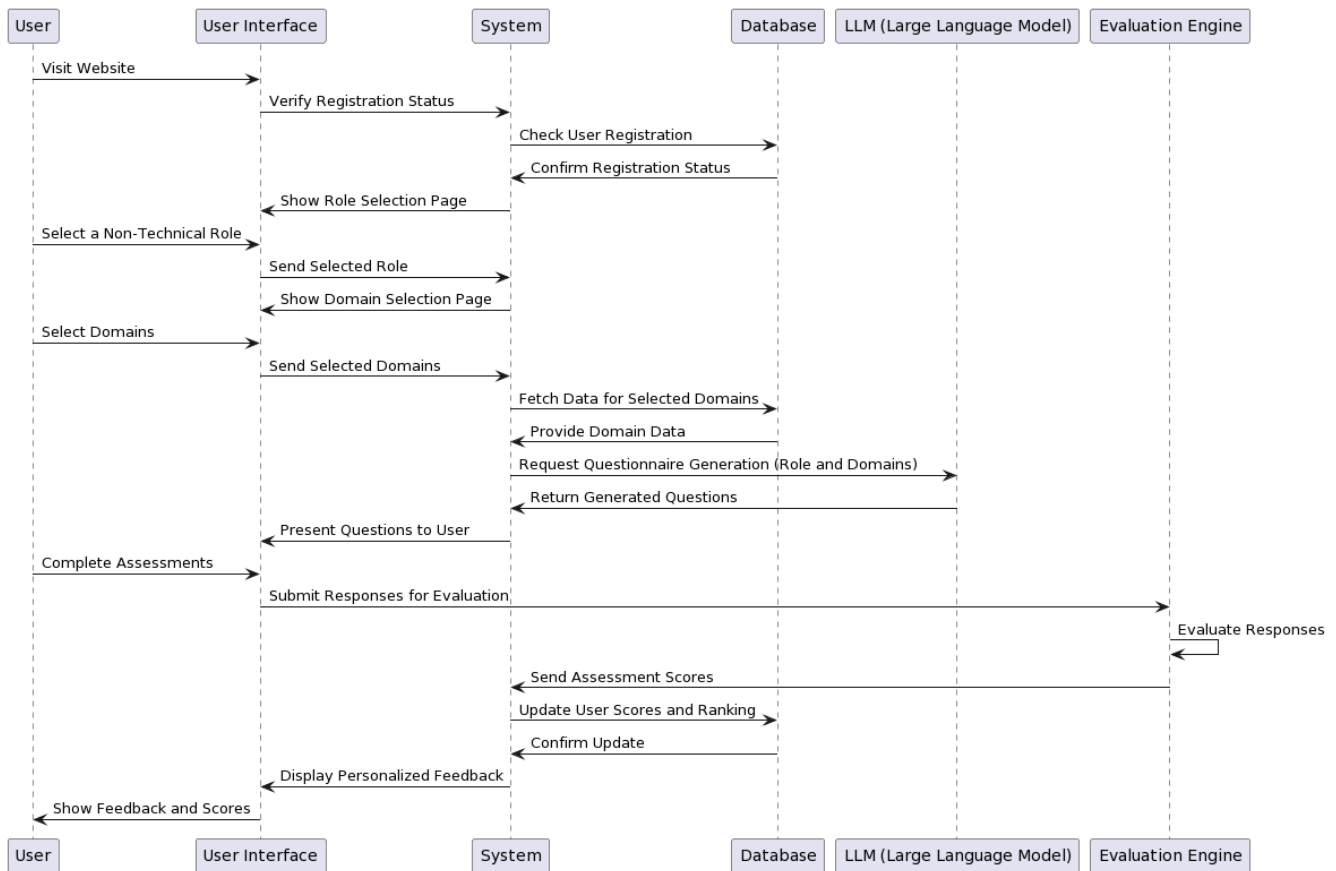 User
User Interface
System
Database
LLM (Large Language Model)
Evaluation Engine
Visit Website
Verify Registration Status
Check User Registration
Confirm Registration Status
Show Role Selection Page
Select a Non-Technical Role
Send Selected Role
Show Domain Selection Page
Select Domains
Send Selected Domains
Fetch Data for Selected Domains
Provide Domain Data
Request Questionnaire Generation (Role and Domains)
Return Generated Questions
Present Questions to User
Complete Assessments
Submit Responses for Evaluation
Evaluate Responses
Send Assessment Scores
Update User Scores and Ranking
Confirm Update
Display Personalized Feedback
Show Feedback and Scores
User
User Interface
System
Database
LLM (Large Language Model)
Evaluation Engine